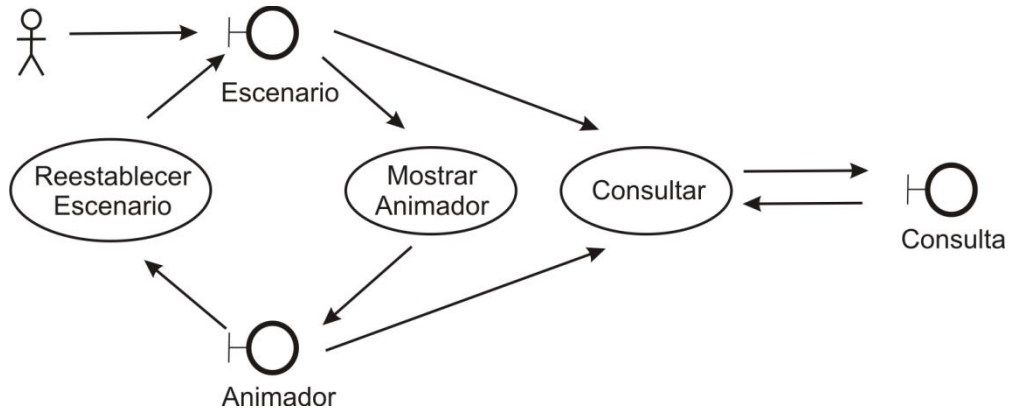 Escenario
Reestablecer
Escenario
Mostrar
Animador
Consultar
Consulta
Animador